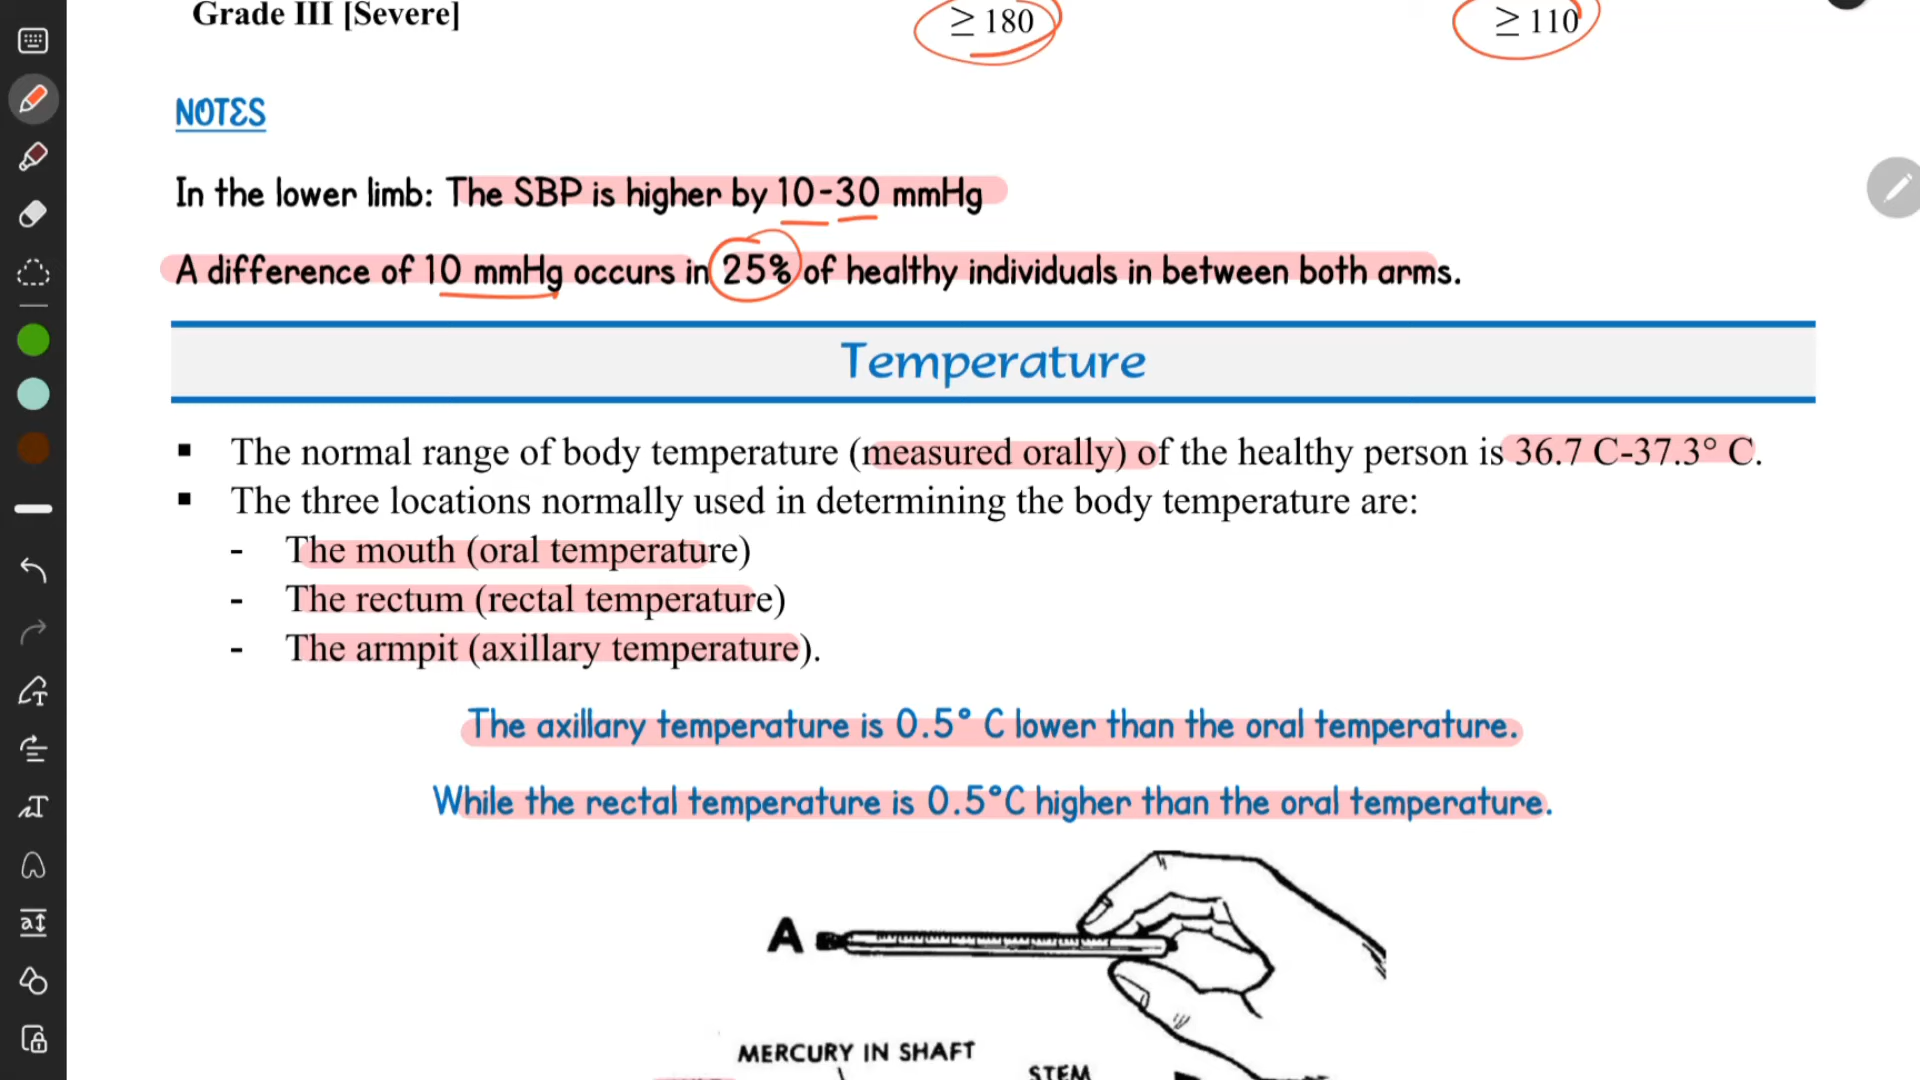 Grade III [Severe] ≥ 180 ≥ 110
NOTES
In the lower limb: The SBP is higher by 10-30 mmHg
A difference of 10 mmHg occurs in 25% of healthy individuals in between both arms.
Temperature
▪ The normal range of body temperature (measured orally) of the healthy person is 36.7 C-37.3° C.
▪ The three locations normally used in determining the body temperature are:
- The mouth (oral temperature)
- The rectum (rectal temperature)
- The armpit (axillary temperature).
The axillary temperature is 0.5° C lower than the oral temperature.
While the rectal temperature is 0.5°C higher than the oral temperature.
A
MERCURY IN SHAFT
STEM